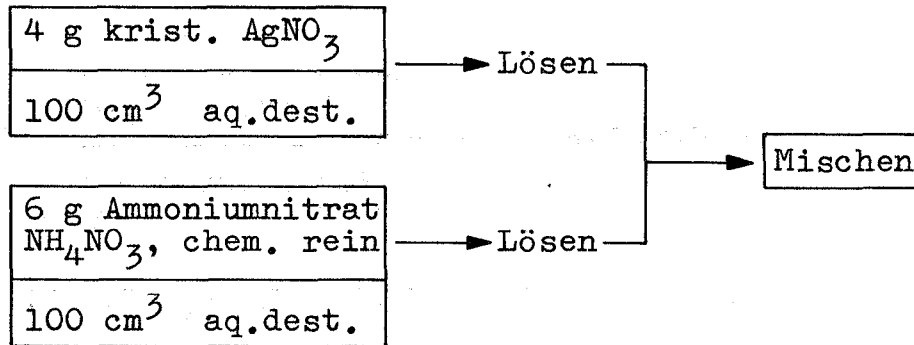 4 g krist. AgNO₃
100 cm³ aq.dest.
Lösen
6 g Ammoniumnitrat
NH₄NO₃, chem. rein
100 cm³ aq.dest.
Lösen
Mischen